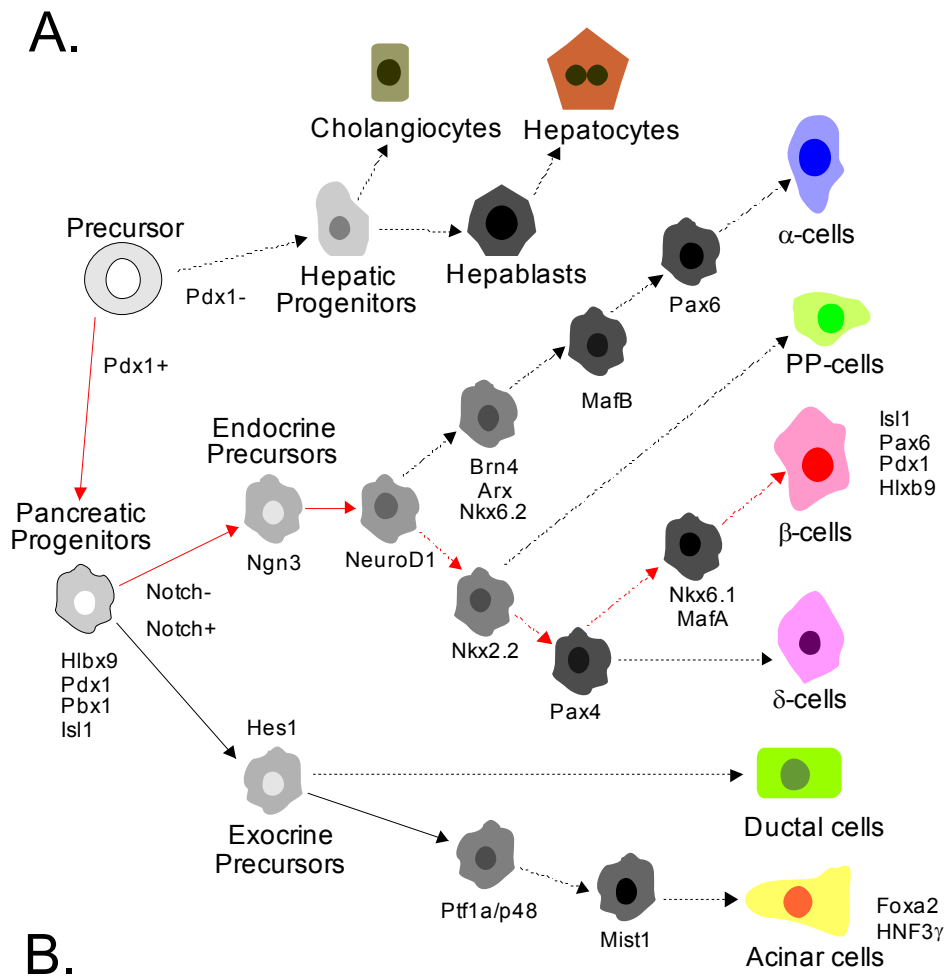 A.
Cholangiocytes
Hepatocytes
Precursor
Hepatic
Progenitors
Hepablasts
α-cells
Pdx1-
Pax6
Pdx1+
MafB
PP-cells
Endocrine
Precursors
Brn4
Arx
Nkx6.2
Isl1
Pax6
Pdx1
Hlxb9
Pancreatic
Progenitors
Ngn3
NeuroD1
β-cells
Notch-
Notch+
Nkx2.2
Nkx6.1
MafA
Hlbx9
Pdx1
Pbx1
Isl1
Pax4
δ-cells
Hes1
Exocrine
Precursors
Ductal cells
Ptf1a/p48
Mist1
Acinar cells
Foxa2
HNF3γ
B.